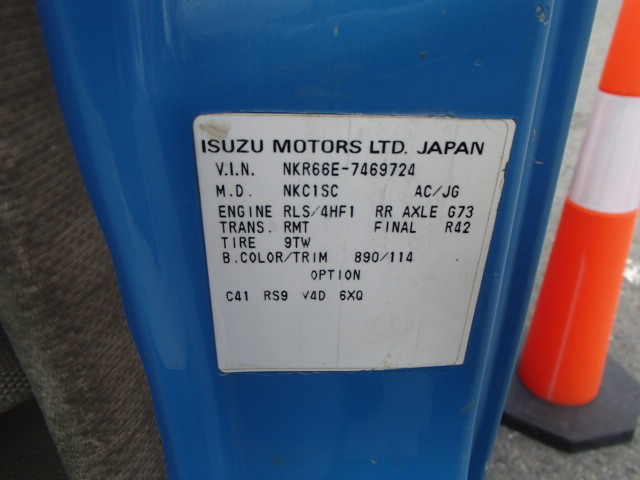 ISUZU MOTORS LTD. JAPAN
V.I.N. NKR66E-7469724
M.D. NKC1SC AC/JG
ENGINE RLS/4HF1 RR AXLE G73
TRANS. RMT FINAL R42
TIRE 9TW
B.COLOR/TRIM 890/114
OPTION
C41 RS9 V4D 6XQ